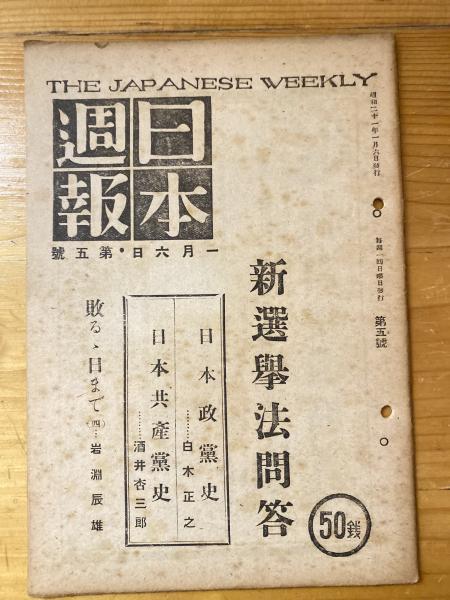 THE JAPANESE WEEKLY
日本
週報
一月六日・第五號
昭和二十一年一月六日發行
毎週一回日曜日發行
第五號
新選擧法問答
日本政黨史
………白木正之
日本共產黨史
………酒井杏三郎
敗るゝ日まで(四)…岩淵辰雄
50錢